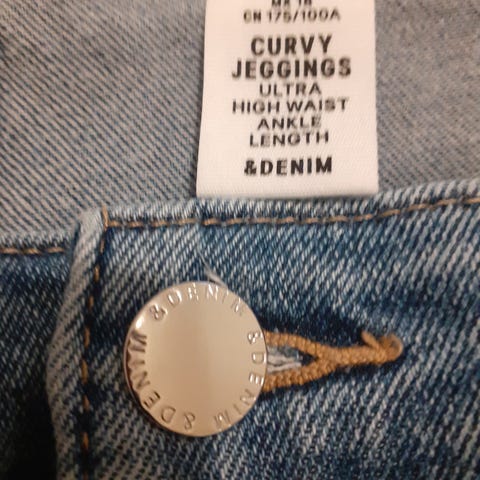 CN 175/100A
CURVY
JEGGINGS
ULTRA
HIGH WAIST
ANKLE
LENGTH
&DENIM
&DENIM &DENIM &DENIM